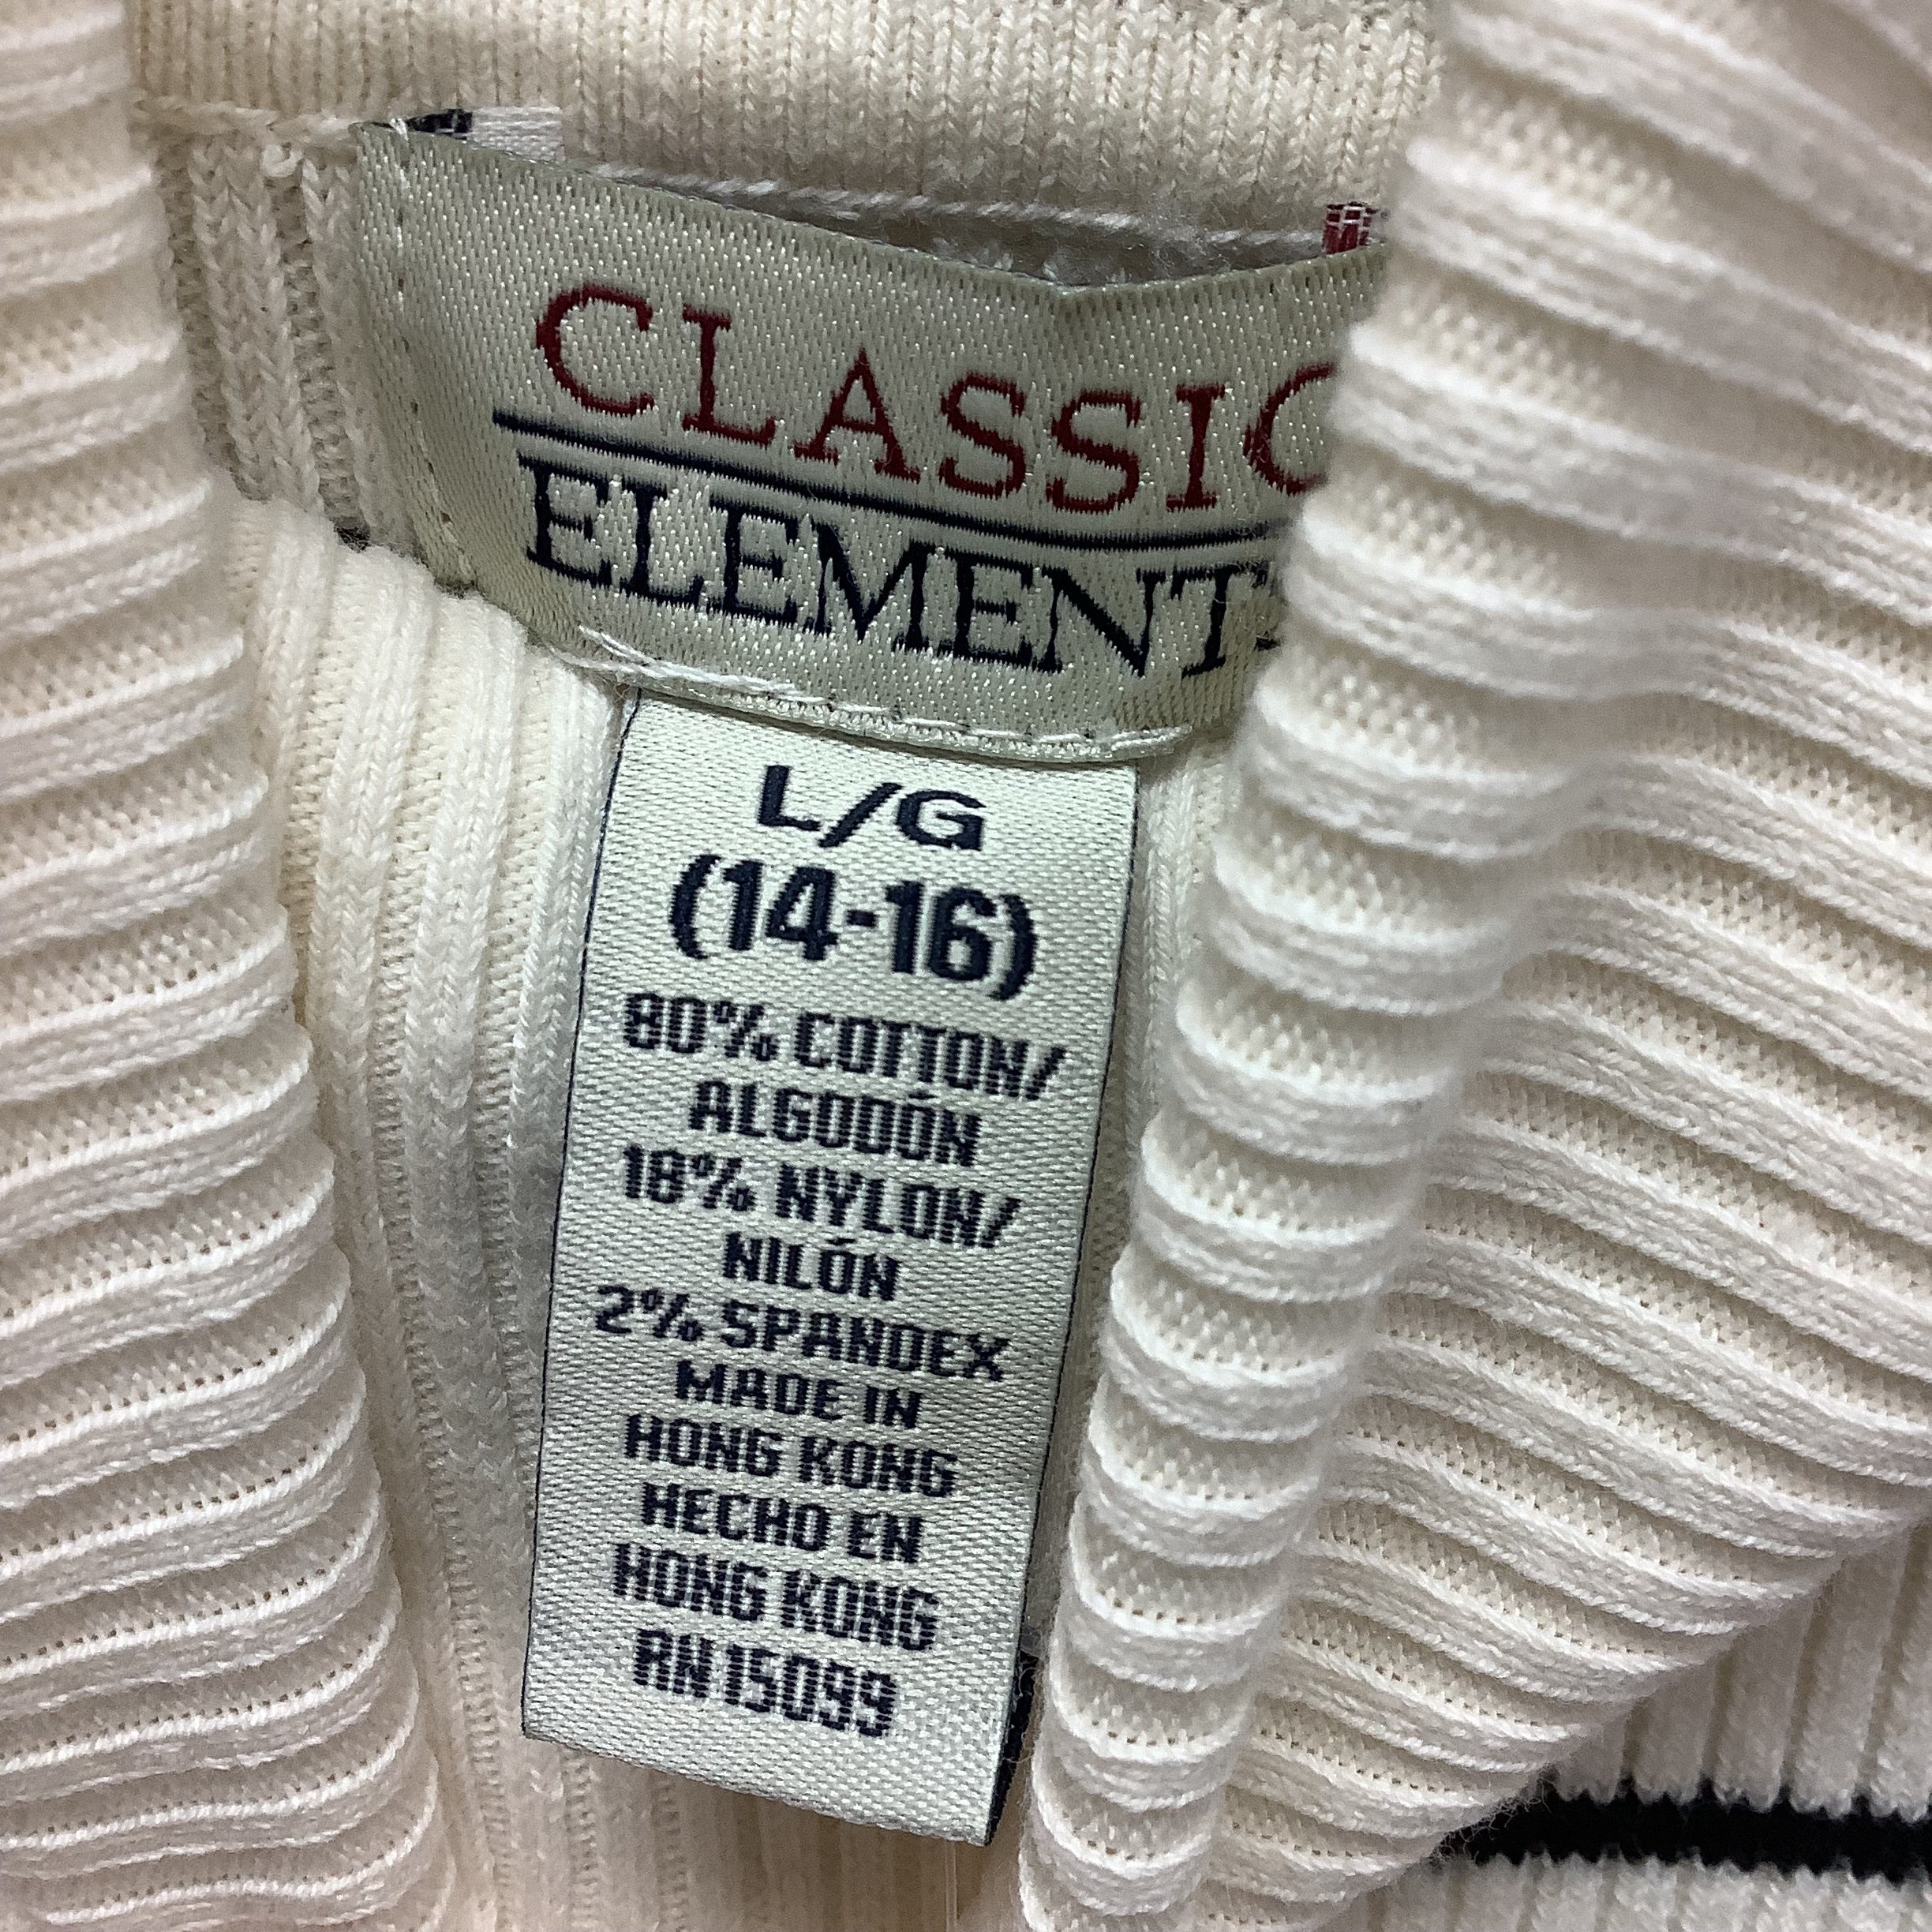 CLASSIC
ELEMENTS
L/G
(14-16)
80% COTTON/
ALGODÓN
18% NYLON/
NILÓN
2% SPANDEX
MADE IN
HONG KONG
HECHO EN
HONG KONG
RN 15099